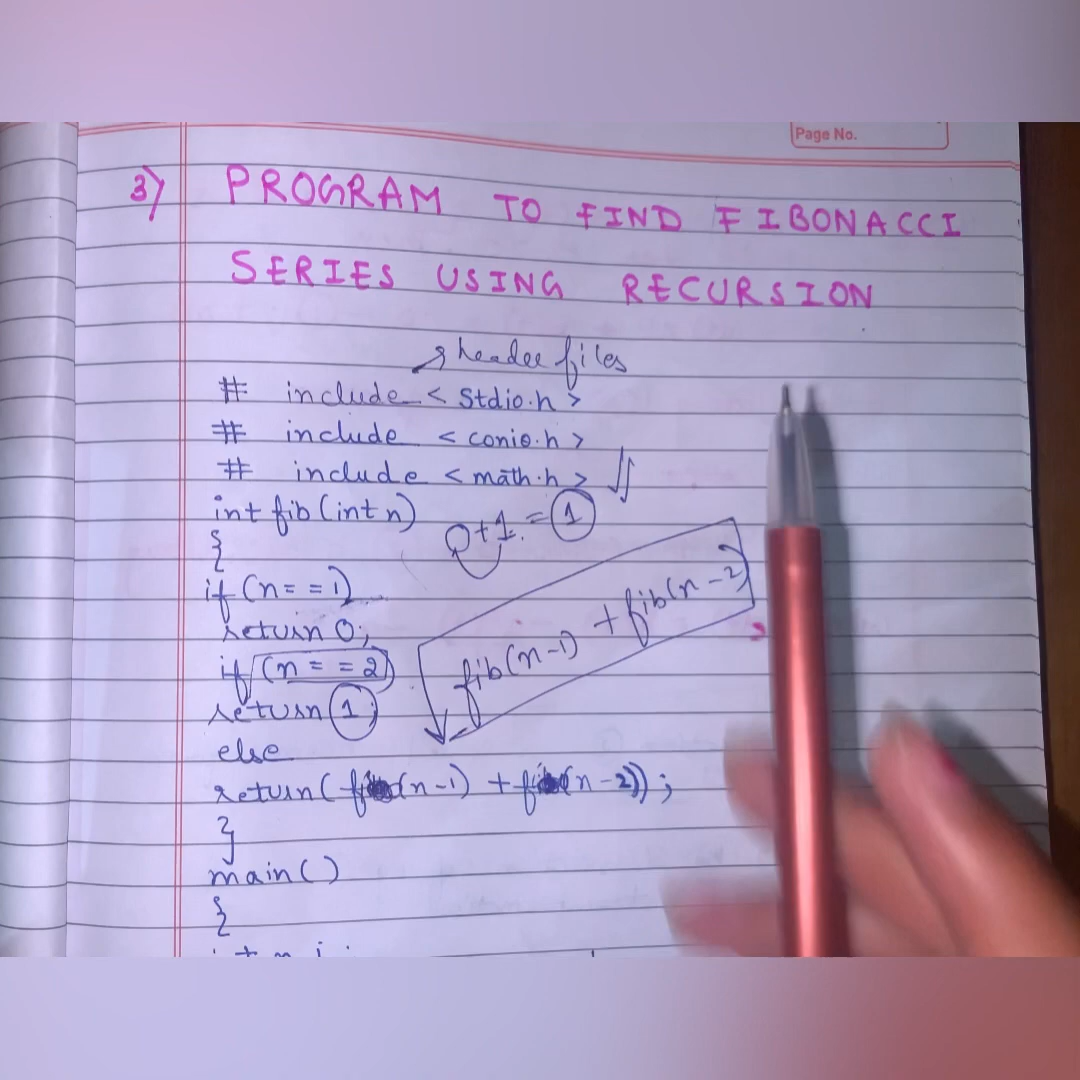 Page No.
3) PROGRAM TO FIND FIBONACCI
SERIES USING RECURSION
header files
# include < stdio.h >
# include < conio.h >
# include < math.h >
int fib(int n)
0+1=1
{
if (n==1)
return 0;
if (n==2)
fib(n-1) + fib(n-2)
return 1;
else
return(fib(n-1) + fib(n-2));
}
main()
{